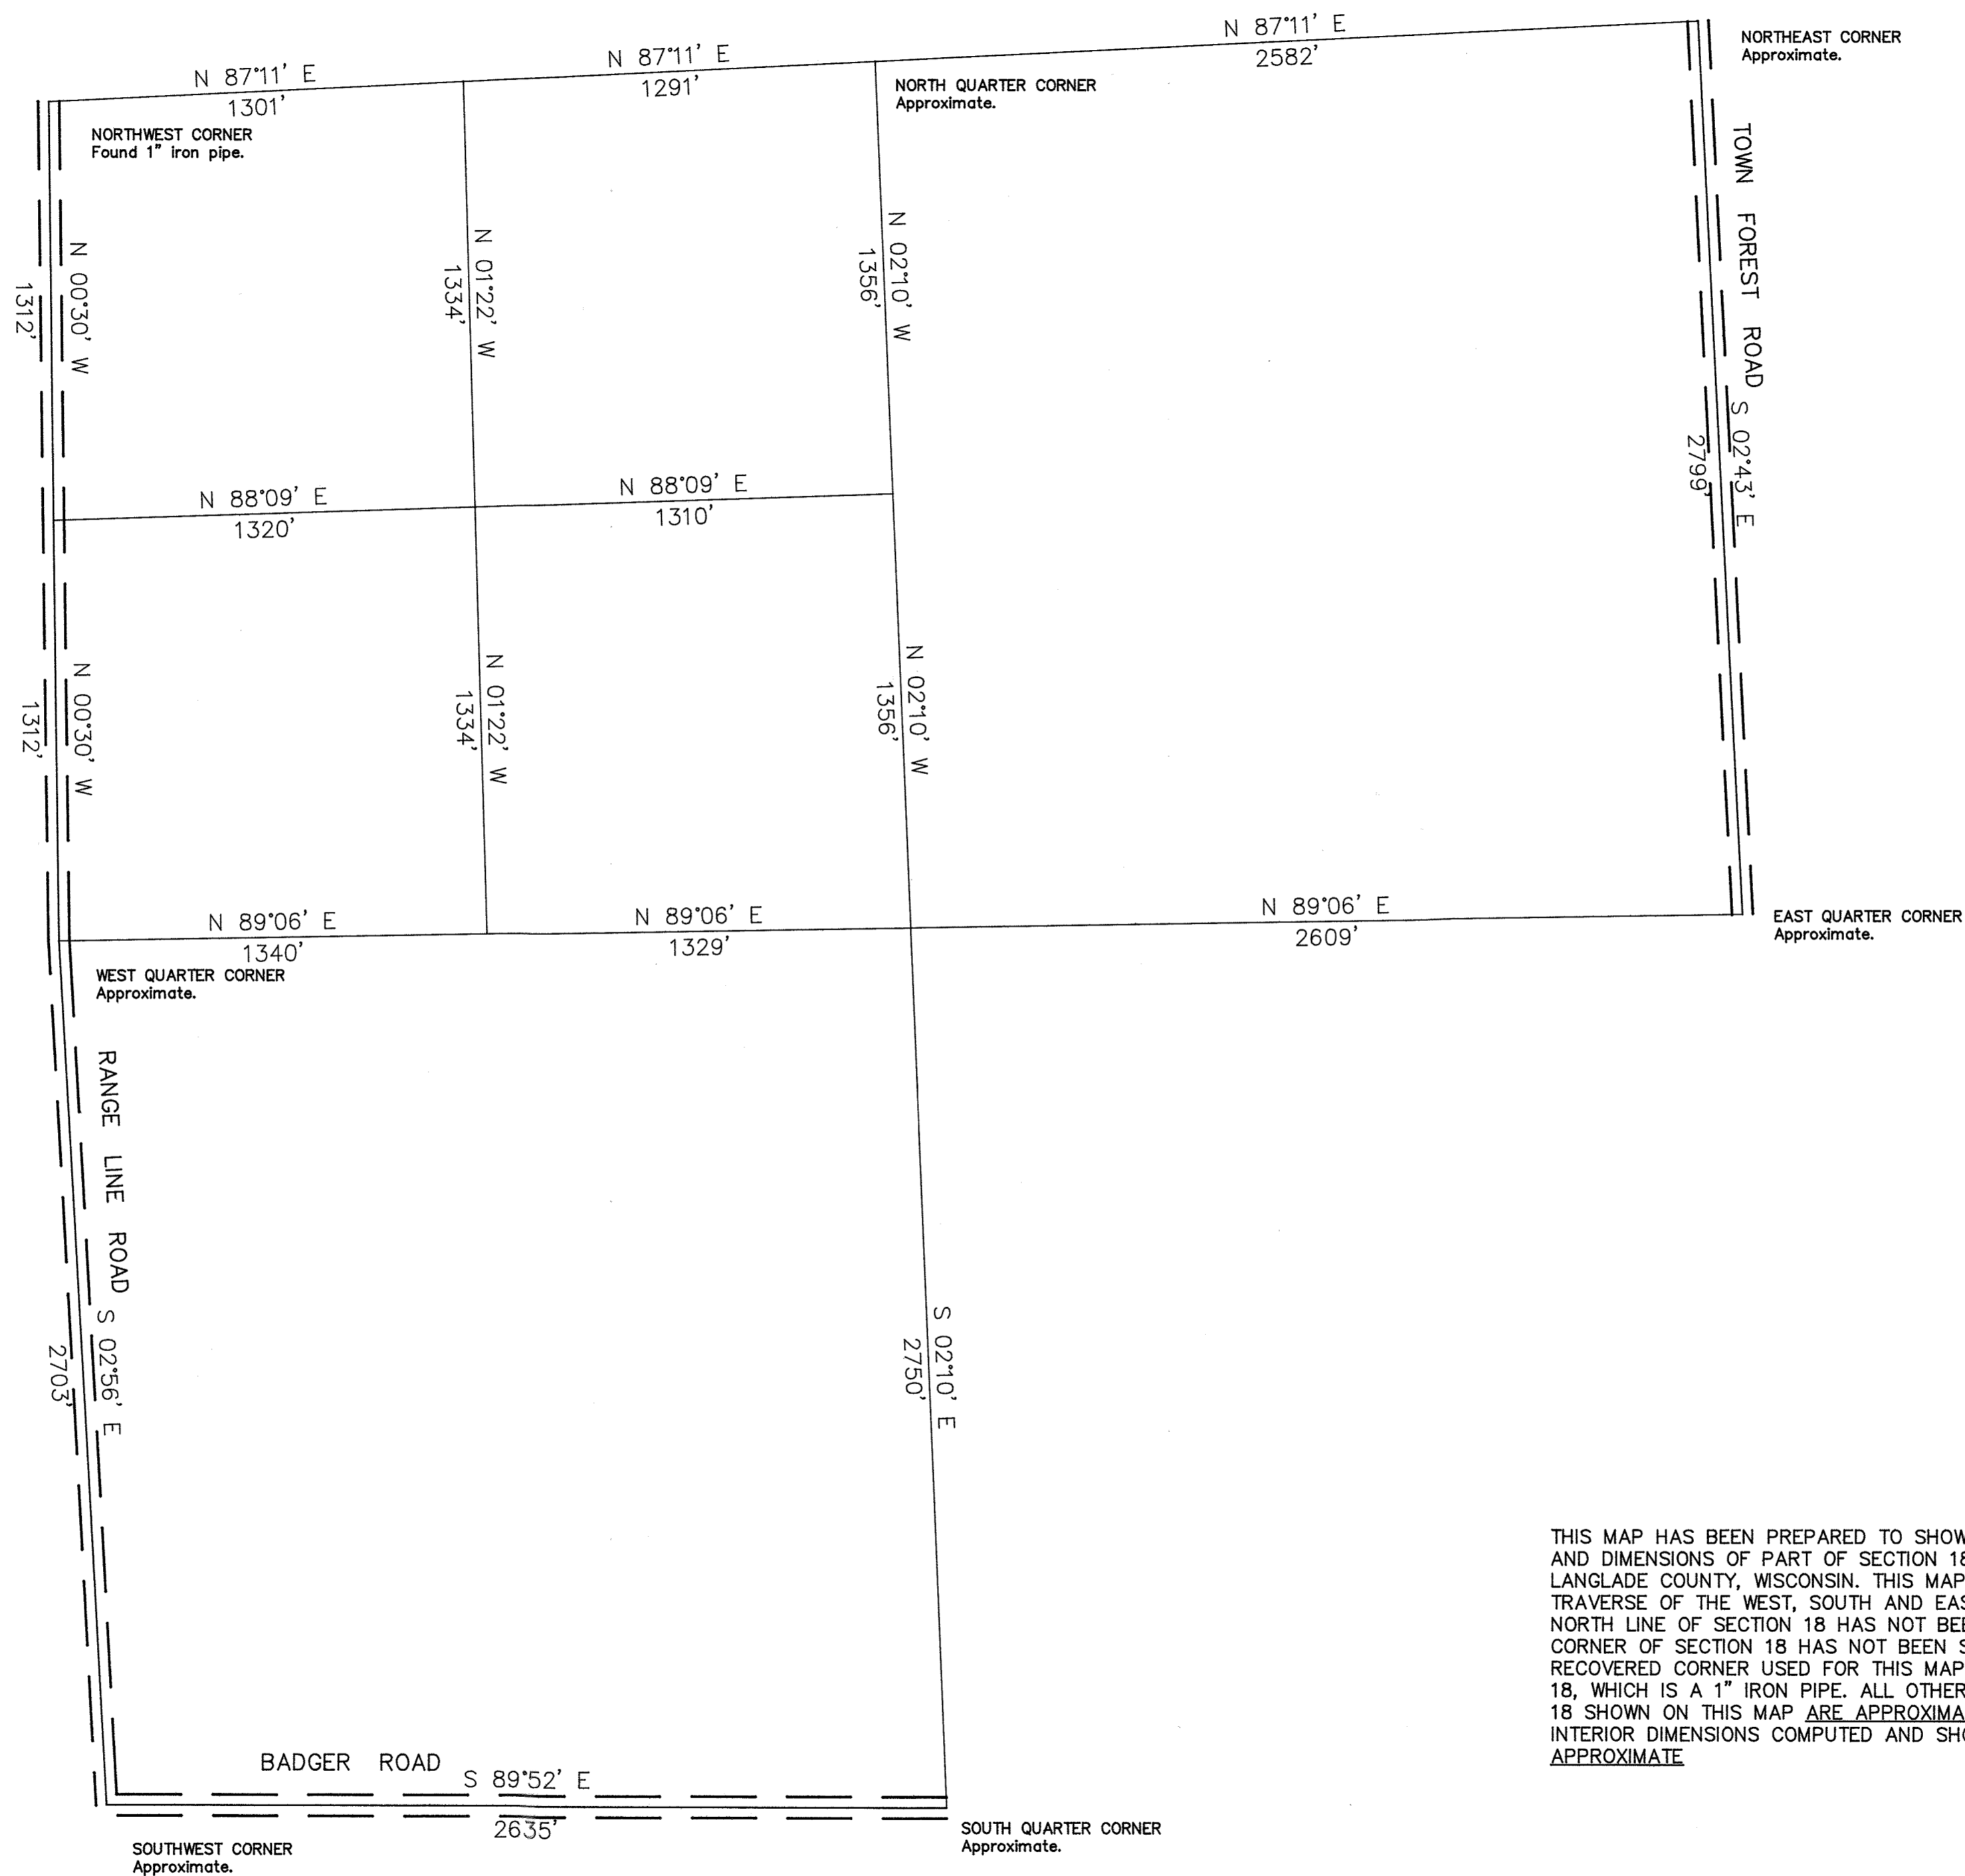 N 87°11' E
2582'
NORTHEAST CORNER
Approximate.
N 87°11' E
1291'
N 87°11' E
1301'
NORTH QUARTER CORNER
Approximate.
NORTHWEST CORNER
Found 1" iron pipe.
TOWN FOREST ROAD
S 02°43' E
2799'
N 00°30' W
1312'
N 01°22' W
1334'
N 02°10' W
1356'
N 88°09' E
1320'
N 88°09' E
1310'
N 00°30' W
1312'
N 01°22' W
1334'
N 02°10' W
1356'
N 89°06' E
1340'
N 89°06' E
1329'
N 89°06' E
2609'
EAST QUARTER CORNER
Approximate.
WEST QUARTER CORNER
Approximate.
RANGE LINE ROAD
S 02°56' E
2703'
S 02°10' E
2750'
THIS MAP HAS BEEN PREPARED TO SHOW
AND DIMENSIONS OF PART OF SECTION 18
LANGLADE COUNTY, WISCONSIN. THIS MAP
TRAVERSE OF THE WEST, SOUTH AND
NORTH LINE OF SECTION 18 HAS NOT
CORNER OF SECTION 18 HAS NOT BEEN
RECOVERED CORNER USED FOR THIS MAP
18, WHICH IS A 1" IRON PIPE. ALL OTHER
18 SHOWN ON THIS MAP ARE
INTERIOR DIMENSIONS COMPUTED AND
APPROXIMATE
BADGER ROAD
S 89°52' E
2635'
SOUTHWEST CORNER
Approximate.
SOUTH QUARTER CORNER
Approximate.